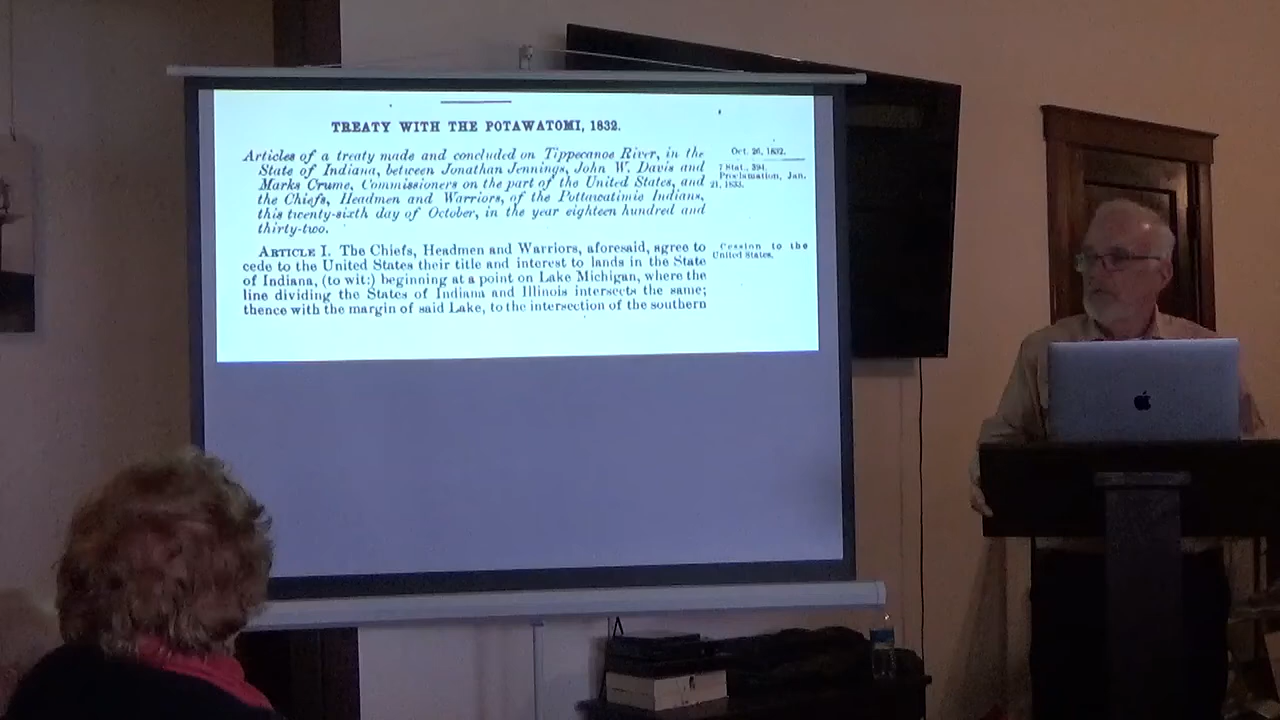 TREATY WITH THE POTAWATOMI, 1832.
Articles of a treaty made and concluded on Tippecanoe River, in the
State of Indiana, between Jonathan Jennings, John W. Davis and
Marks Crume, Commissioners on the part of the United States, and
the Chiefs, Headmen and Warriors, of the Pottawatimie Indians,
this twenty-sixth day of October, in the year eighteen hundred and
thirty-two.
Oct. 26, 1832.
7 Stat., 394.
Proclamation, Jan.
21, 1833.
ARTICLE I. The Chiefs, Headmen and Warriors, aforesaid, agree to
cede to the United States their title and interest to lands in the State
of Indiana, (to wit:) beginning at a point on Lake Michigan, where the
line dividing the States of Indiana and Illinois intersects the same;
thence with the margin of said Lake, to the intersection of the southern
Cession to the
United States.